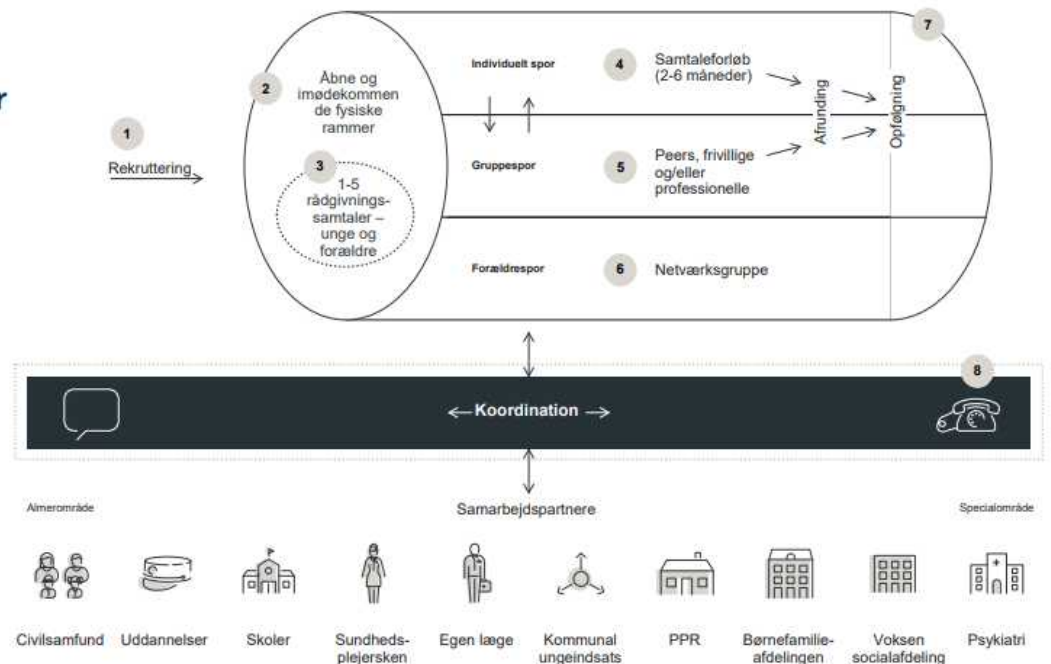 r
1
Rekruttering
2
Åbne og
imødekommen
de fysiske
rammer
3
1-5
rådgivnings-
samtaler –
unge og
forældre
Individuelt spor
4
Samtaleforløb
(2-6 måneder)
Gruppespor
5
Peers, frivillige
og/eller
professionelle
Forældrespor
6
Netværksgruppe
Afrunding
Opfølgning
7
8
Koordination
Almerområde
Samarbejdspartnere
Specialområde
Civilsamfund
Uddannelser
Skoler
Sundheds-
plejersken
Egen læge
Kommunal
ungeindsats
PPR
Børnefamilie-
afdelingen
Voksen
socialafdeling
Psykiatri